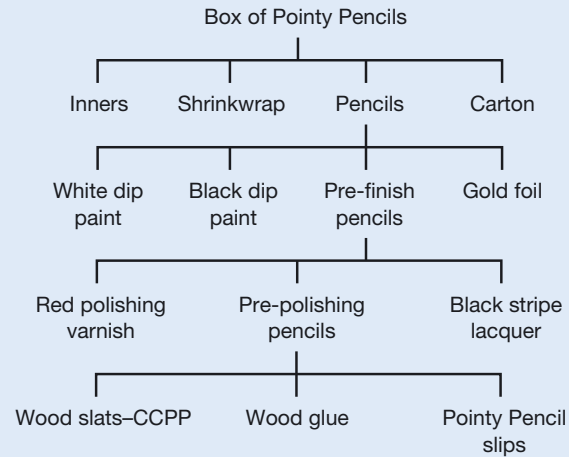 Box of Pointy Pencils
Inners
Shrinkwrap
Pencils
Carton
White dip
paint
Black dip
paint
Pre-finish
pencils
Gold foil
Red polishing
varnish
Pre-polishing
pencils
Black stripe
lacquer
Wood slats–CCPP
Wood glue
Pointy Pencil
slips